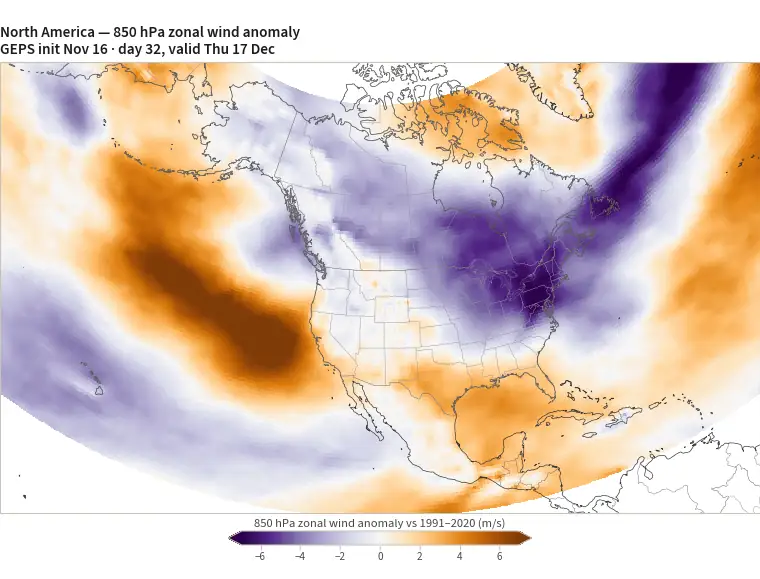 North America — 850 hPa zonal wind anomaly
GEPS init Nov 16 · day 32, valid Thu 17 Dec
850 hPa zonal wind anomaly vs 1991–2020 (m/s)
−6 −4 −2 0 2 4 6